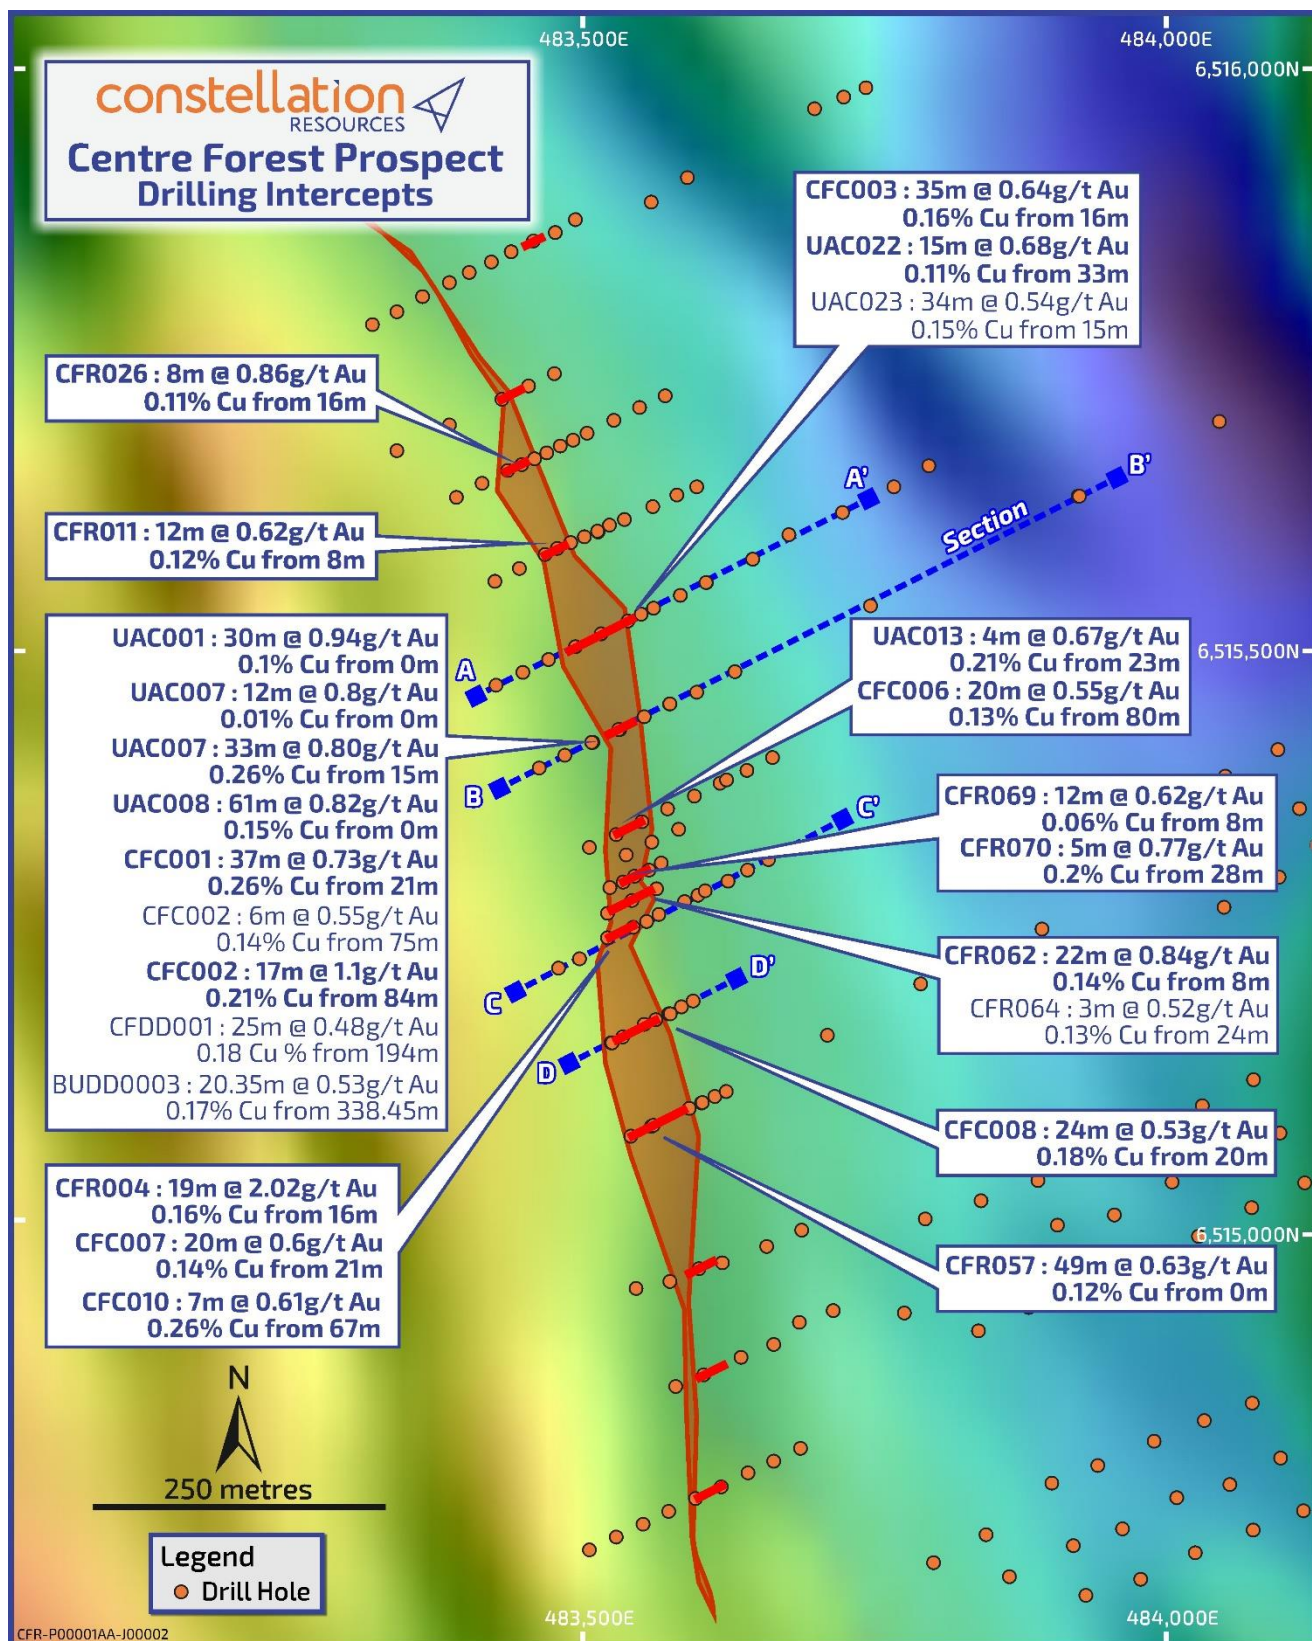 483,500E
484,000E
6,516,000N
constellation
RESOURCES
Centre Forest Prospect
Drilling Intercepts
CFC003 : 35m @ 0.64g/t Au
0.16% Cu from 16m
UAC022 : 15m @ 0.68g/t Au
0.11% Cu from 33m
UAC023 : 34m @ 0.54g/t Au
0.15% Cu from 15m
CFR026 : 8m @ 0.86g/t Au
0.11% Cu from 16m
A'
B'
Section
CFR011 : 12m @ 0.62g/t Au
0.12% Cu from 8m
UAC001 : 30m @ 0.94g/t Au
0.1% Cu from 0m
UAC007 : 12m @ 0.8g/t Au
0.01% Cu from 0m
UAC007 : 33m @ 0.80g/t Au
0.26% Cu from 15m
UAC008 : 61m @ 0.82g/t Au
0.15% Cu from 0m
CFC001 : 37m @ 0.73g/t Au
0.26% Cu from 21m
CFC002 : 6m @ 0.55g/t Au
0.14% Cu from 75m
CFC002 : 17m @ 1.1g/t Au
0.21% Cu from 84m
CFDD001 : 25m @ 0.48g/t Au
0.18 Cu % from 194m
BUDD0003 : 20.35m @ 0.53g/t Au
0.17% Cu from 338.45m
A
B
6,515,500N
UAC013 : 4m @ 0.67g/t Au
0.21% Cu from 23m
CFC006 : 20m @ 0.55g/t Au
0.13% Cu from 80m
C'
CFR069 : 12m @ 0.62g/t Au
0.06% Cu from 8m
CFR070 : 5m @ 0.77g/t Au
0.2% Cu from 28m
C
D'
D
CFR062 : 22m @ 0.84g/t Au
0.14% Cu from 8m
CFR064 : 3m @ 0.52g/t Au
0.13% Cu from 24m
CFC008 : 24m @ 0.53g/t Au
0.18% Cu from 20m
CFR004 : 19m @ 2.02g/t Au
0.16% Cu from 16m
CFC007 : 20m @ 0.6g/t Au
0.14% Cu from 21m
CFC010 : 7m @ 0.61g/t Au
0.26% Cu from 67m
6,515,000N
CFR057 : 49m @ 0.63g/t Au
0.12% Cu from 0m
N
250 metres
Legend
Drill Hole
483,500E
484,000E
CFR-P00001AA-J00002